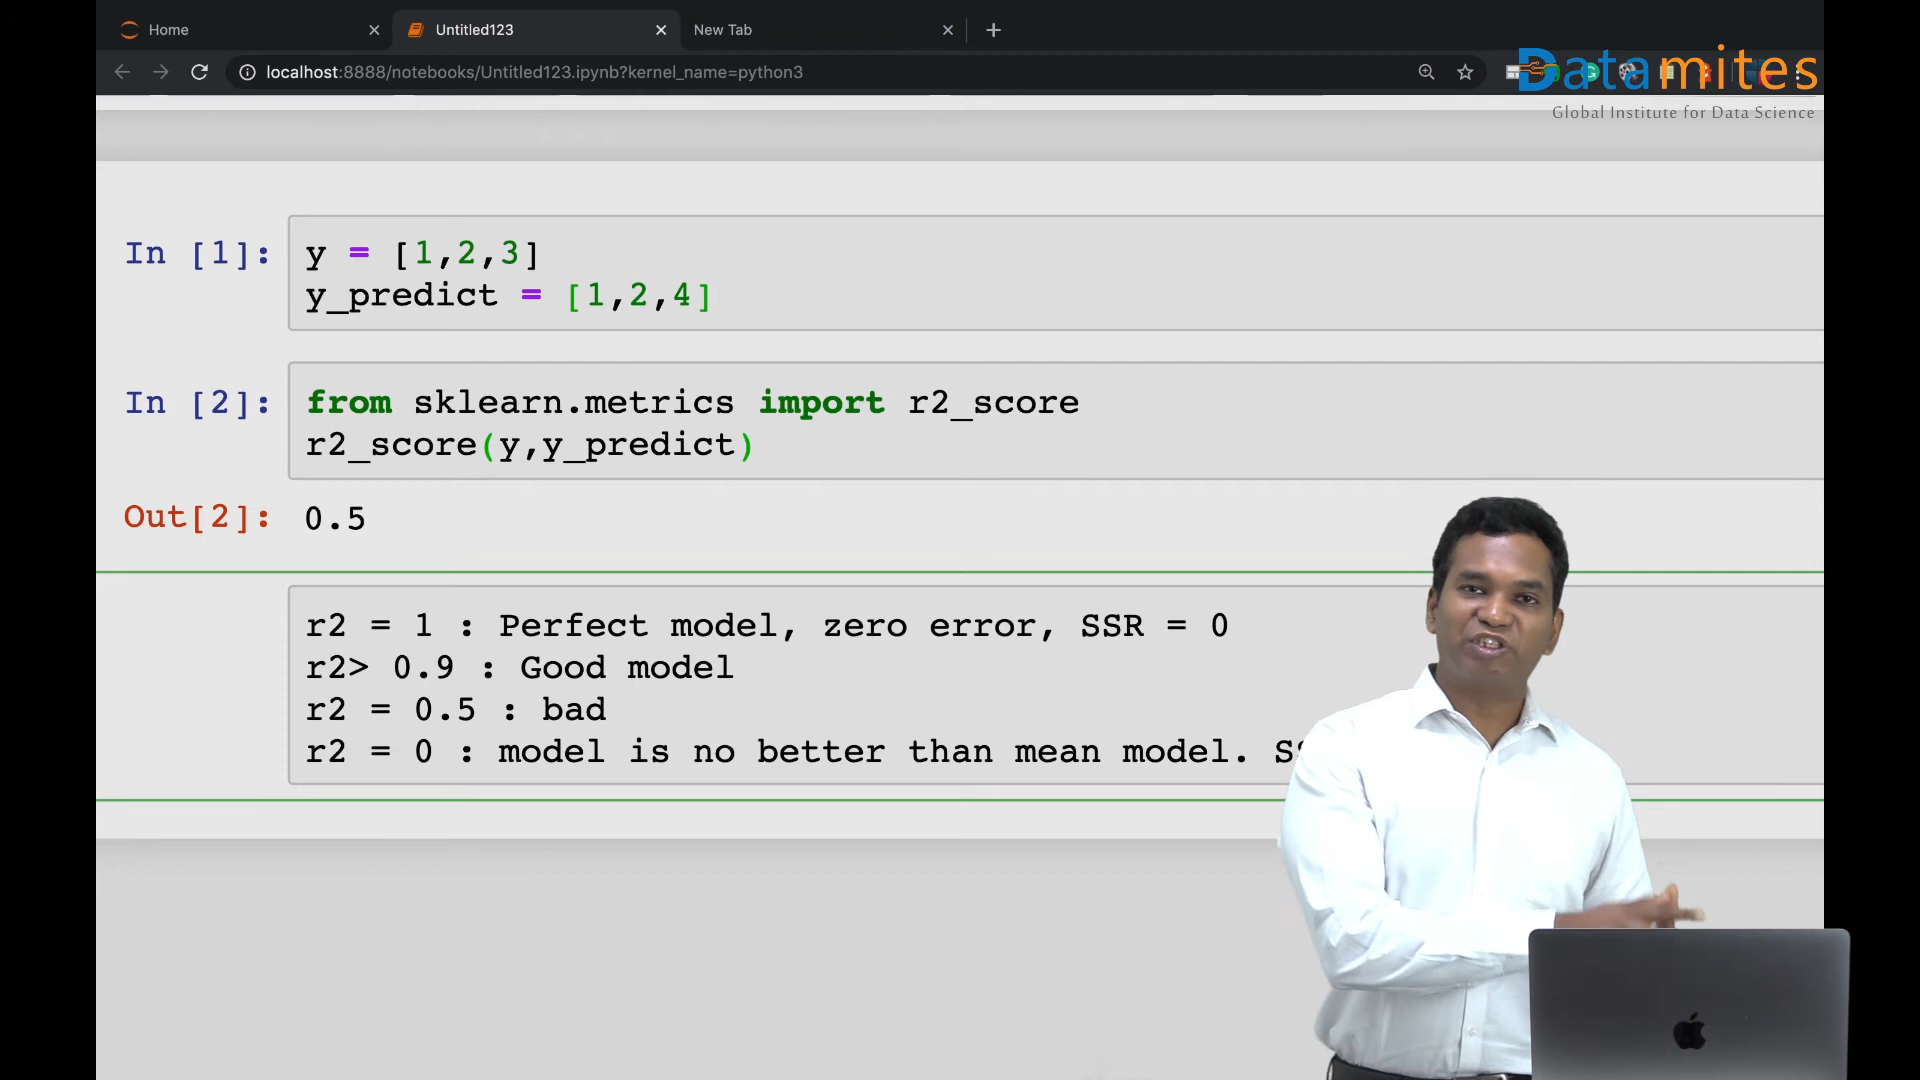 Home
Untitled123
New Tab
localhost:8888/notebooks/Untitled123.ipynb?kernel_name=python3
Datamites
Global Institute for Data Science
In [1]:
y = [1,2,3]
y_predict = [1,2,4]
In [2]:
from sklearn.metrics import r2_score
r2_score(y,y_predict)
Out[2]:
0.5
r2 = 1 : Perfect model, zero error, SSR = 0
r2> 0.9 : Good model
r2 = 0.5 : bad
r2 = 0 : model is no better than mean model.